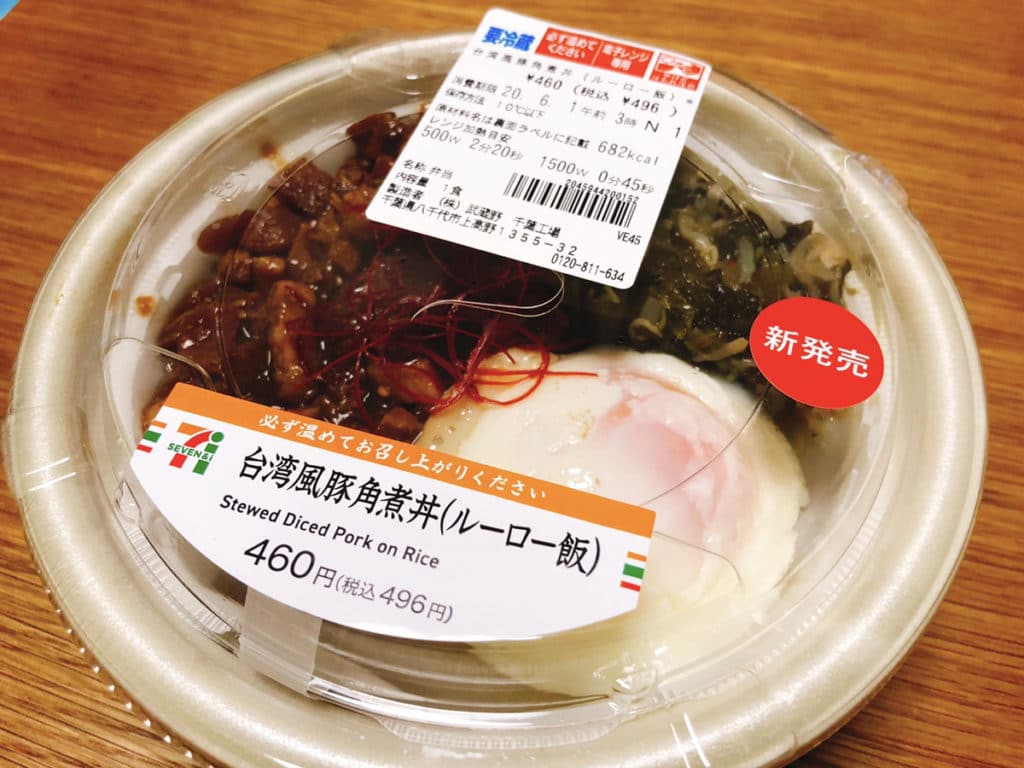 要冷蔵
必ず温めて
ください
電子レンジ
専用
台湾風豚角煮丼(ルーロー飯)*
¥460(税込 ¥496)
消費期限 20. 6. 1午前 3時 N 1
保存方法 10℃以下
原材料名は裏面ラベルに記載 682kcal
レンジ加熱目安
500W 2分20秒 1500W 0分45秒
名称 弁当
内容量 1食
製造者 (株)武蔵野 千葉工場
千葉県八千代市上高野1355-32
0120-811-634
2045944200152
VE45
新発売
必ず温めてお召し上がりください
SEVEN&i
台湾風豚角煮丼(ルーロー飯)
Stewed Diced Pork on Rice
460円(税込496円)